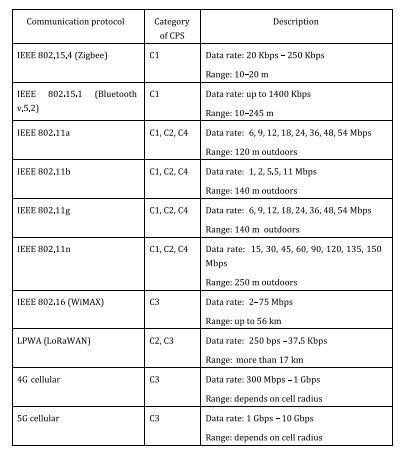 Communication protocol Category Description
of CPS
IEEE 802.15.4 (Zigbee) C1 Data rate: 20 Kbps – 250 Kbps
Range: 10–20 m
IEEE 802.15.1 (Bluetooth C1 Data rate: up to 1400 Kbps
v,5,2) Range: 10–245 m
IEEE 802.11a C1, C2, C4 Data rate: 6, 9, 12, 18, 24, 36, 48, 54 Mbps
Range: 120 m outdoors
IEEE 802.11b C1, C2, C4 Data rate: 1, 2, 5.5, 11 Mbps
Range: 140 m outdoors
IEEE 802.11g C1, C2, C4 Data rate: 6, 9, 12, 18, 24, 36, 48, 54 Mbps
Range: 140 m outdoors
IEEE 802.11n C1, C2, C4 Data rate: 15, 30, 45, 60, 90, 120, 135, 150
Mbps
Range: 250 m outdoors
IEEE 802.16 (WiMAX) C3 Data rate: 2–75 Mbps
Range: up to 56 km
LPWA (LoRaWAN) C2, C3 Data rate: 250 bps –37.5 Kbps
Range: more than 17 km
4G cellular C3 Data rate: 300 Mbps –1 Gbps
Range: depends on cell radius
5G cellular C3 Data rate: 1 Gbps – 10 Gbps
Range: depends on cell radius